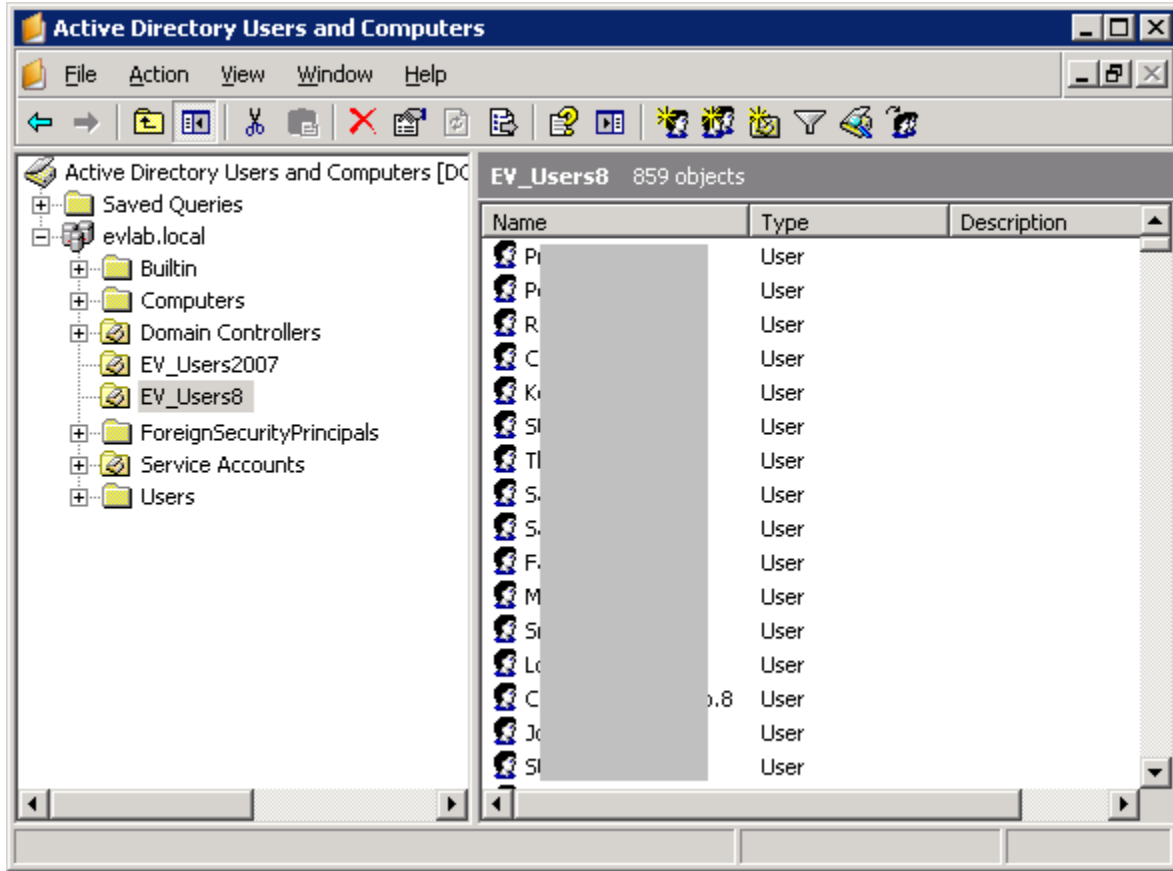 Active Directory Users and Computers
File Action View Window Help
Active Directory Users and Computers [DC
Saved Queries
evlab.local
Builtin
Computers
Domain Controllers
EV_Users2007
EV_Users8
ForeignSecurityPrincipals
Service Accounts
Users
EV_Users8 859 objects
Name Type Description
User
User
User
User
User
User
User
User
User
User
User
User
User
.8 User
User
User